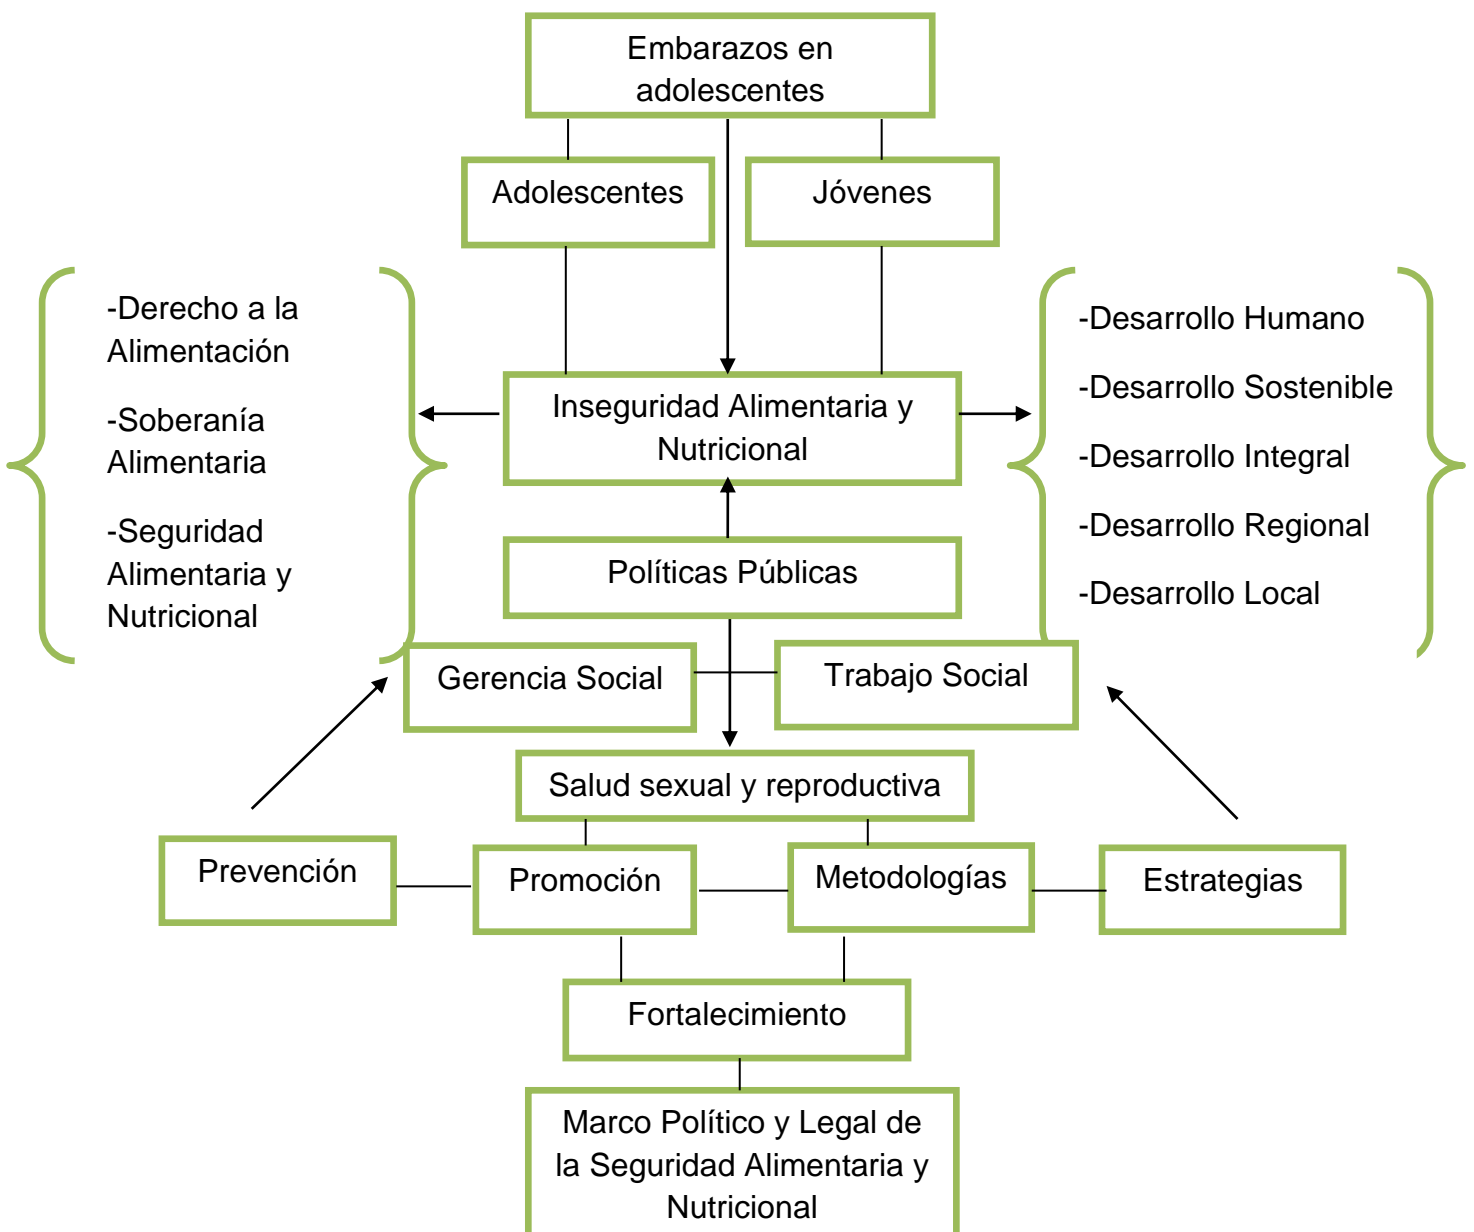 Embarazos en
adolescentes
Adolescentes
Jóvenes
-Derecho a la
Alimentación
-Soberanía
Alimentaria
-Seguridad
Alimentaria y
Nutricional
Inseguridad Alimentaria y
Nutricional
-Desarrollo Humano
-Desarrollo Sostenible
-Desarrollo Integral
-Desarrollo Regional
-Desarrollo Local
Políticas Públicas
Gerencia Social
Trabajo Social
Salud sexual y reproductiva
Prevención
Promoción
Metodologías
Estrategias
Fortalecimiento
Marco Político y Legal de
la Seguridad Alimentaria y
Nutricional